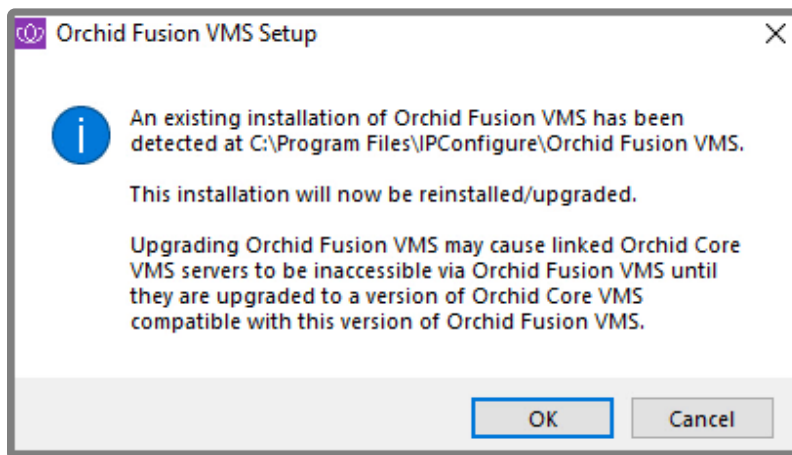 Orchid Fusion VMS Setup
An existing installation of Orchid Fusion VMS has been
detected at C:\Program Files\IPConfigure\Orchid Fusion VMS.
This installation will now be reinstalled/upgraded.
Upgrading Orchid Fusion VMS may cause linked Orchid Core
VMS servers to be inaccessible via Orchid Fusion VMS until
they are upgraded to a version of Orchid Core VMS
compatible with this version of Orchid Fusion VMS.
OK
Cancel